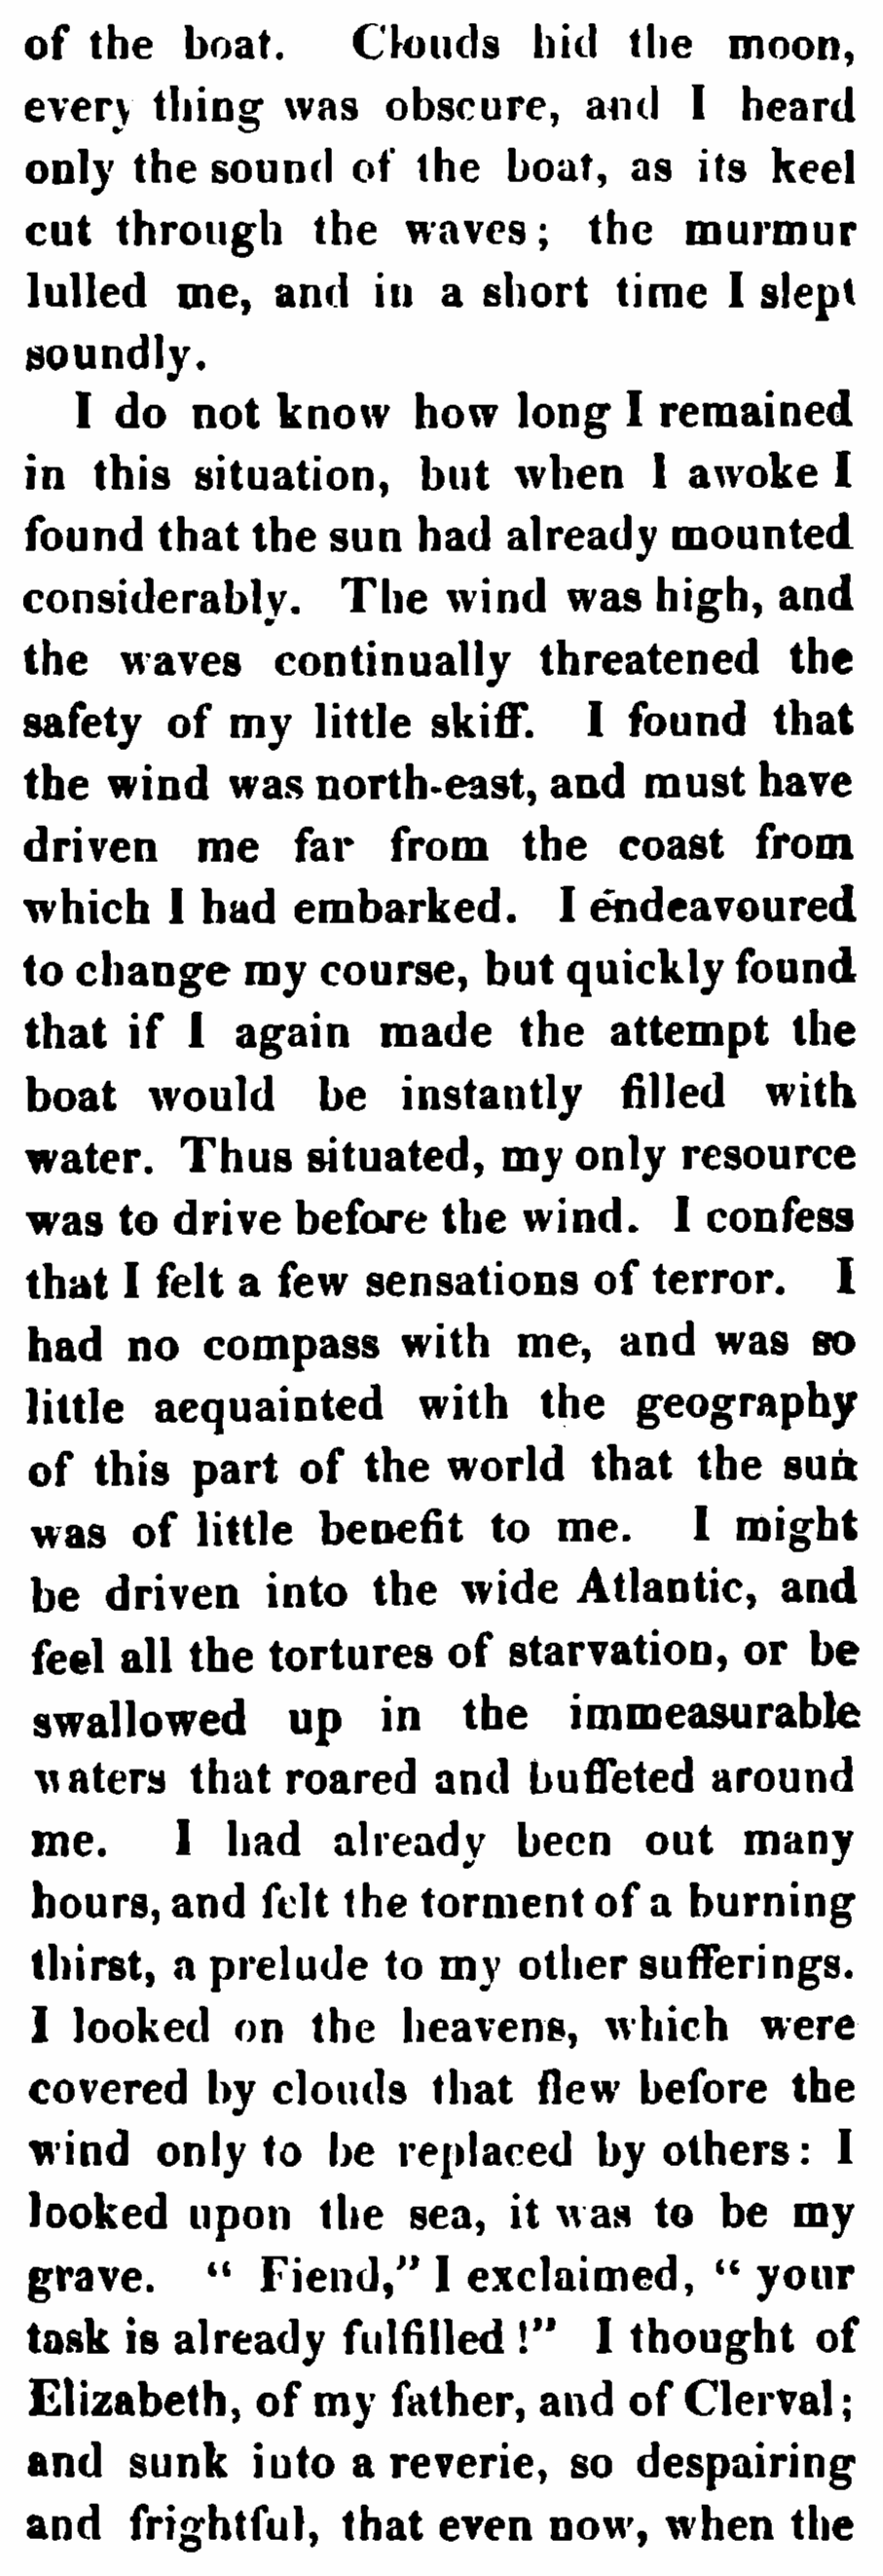 of the boat. Clouds hid the moon,
every thing was obscure, and I heard
only the sound of the boat, as its keel
cut through the waves; the murmur
lulled me, and in a short time I slept
soundly.
I do not know how long I remained
in this situation, but when I awoke I
found that the sun had already mounted
considerably. The wind was high, and
the waves continually threatened the
safety of my little skiff. I found that
the wind was north-east, and must have
driven me far from the coast from
which I had embarked. I endeavoured
to change my course, but quickly found
that if I again made the attempt the
boat would be instantly filled with
water. Thus situated, my only resource
was to drive before the wind. I confess
that I felt a few sensations of terror. I
had no compass with me, and was so
little aequainted with the geography
of this part of the world that the sun
was of little benefit to me. I might
be driven into the wide Atlantic, and
feel all the tortures of starvation, or be
swallowed up in the immeasurable
waters that roared and buffeted around
me. I had already been out many
hours, and felt the torment of a burning
thirst, a prelude to my other sufferings.
I looked on the heavens, which were
covered by clouds that flew before the
wind only to be replaced by others: I
looked upon the sea, it was to be my
grave. “ Fiend,” I exclaimed, “ your
task is already fulfilled !” I thought of
Elizabeth, of my father, and of Clerval;
and sunk into a reverie, so despairing
and frightful, that even now, when the